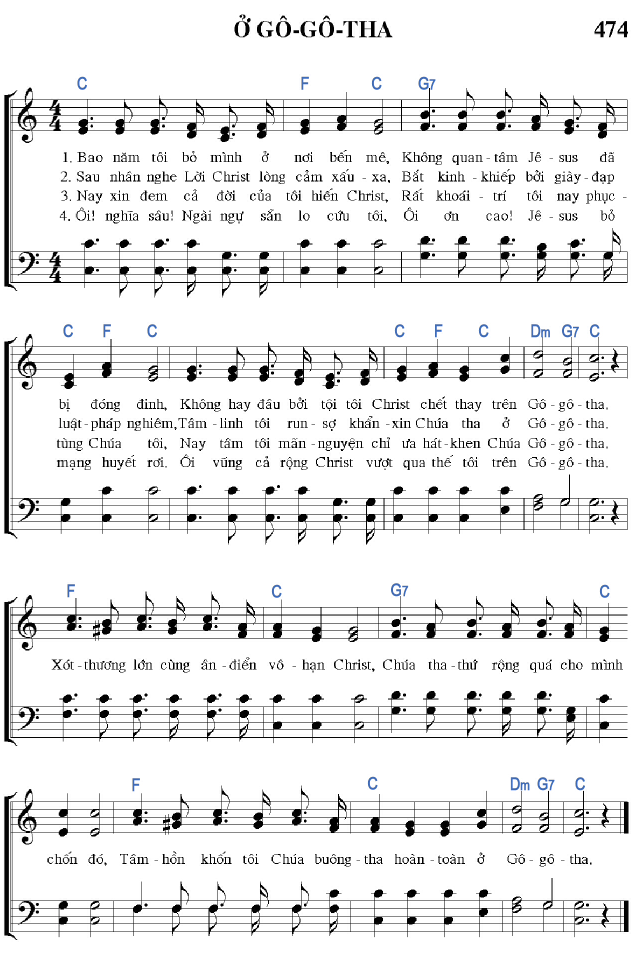 Ở GÔ-GÔ-THA 474
C F C G7
1. Bao năm tôi bỏ mình ở nơi bến mê, Không quan-tâm Jê-sus đã
2. Sau nhân nghe Lời Christ lòng cảm xấu-xa, Bất kinh-khiếp bởi giày-đạp
3. Nay xin đem cả đời của tôi hiến Christ, Rất khoái-trí tôi nay phục-
4. Ôi! nghĩa sâu! Ngài ngự sẵn lo cứu tôi, Ôi ơn cao! Jê-sus bỏ
C F C C F C Dm G7 C
bị đóng đinh, Không hay đầu bởi tội tôi Christ chết thay trên Gô-gô-tha.
luật-pháp nghiêm, Tâm-linh tôi run-sợ khẩn-xin Chúa tha ở Gô-gô-tha.
tùng Chúa tôi, Nay tâm tôi mãn-nguyện chỉ ưa hát-khen Chúa Gô-gô-tha.
mạng huyết rơi. Ôi vũng cả rộng Christ vượt qua thế tôi trên Gô-gô-tha.
F C G7 C
Xót-thương lớn cùng ân-điển vô-hạn Christ, Chúa tha-thứ rộng quá cho mình
F C Dm G7 C
chốn đó, Tâm-hồn khốn tôi Chúa buông-tha hoàn-toàn ở Gô-gô-tha.